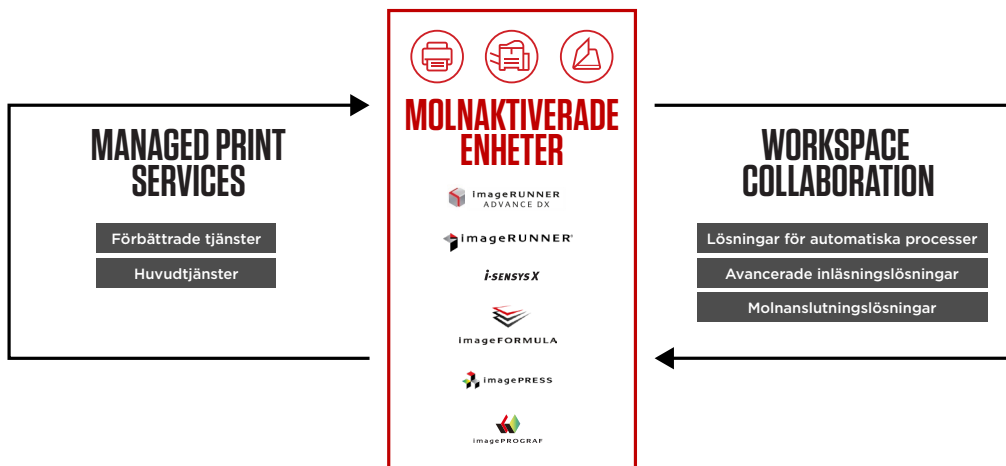 MANAGED PRINT
SERVICES
Förbättrade tjänster
Huvudtjänster
MOLNAKTIVERADE
ENHETER
imageRUNNER
ADVANCE DX
imageRUNNER®
i-SENSYS X
imageFORMULA
imagePRESS
imagePROGRAF
WORKSPACE
COLLABORATION
Lösningar för automatiska processer
Avancerade inläsningslösningar
Molnanslutningslösningar